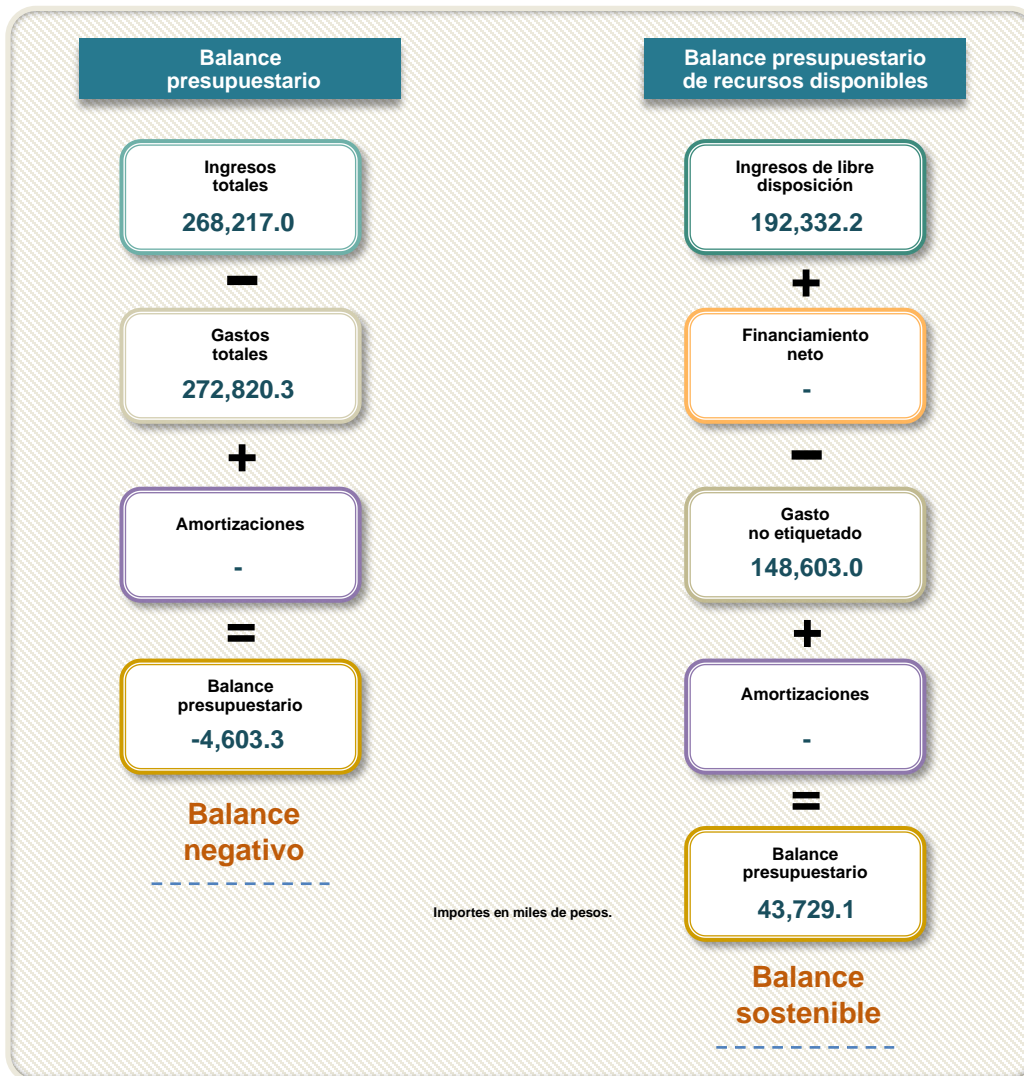 Balance
presupuestario
Ingresos
totales
268,217.0
-
Gastos
totales
272,820.3
+
Amortizaciones
-
=
Balance
presupuestario
-4,603.3
Balance
negativo
Balance presupuestario
de recursos disponibles
Ingresos de libre
disposición
192,332.2
+
Financiamiento
neto
-
-
Gasto
no etiquetado
148,603.0
+
Amortizaciones
-
=
Balance
presupuestario
43,729.1
Balance
sostenible
Importes en miles de pesos.